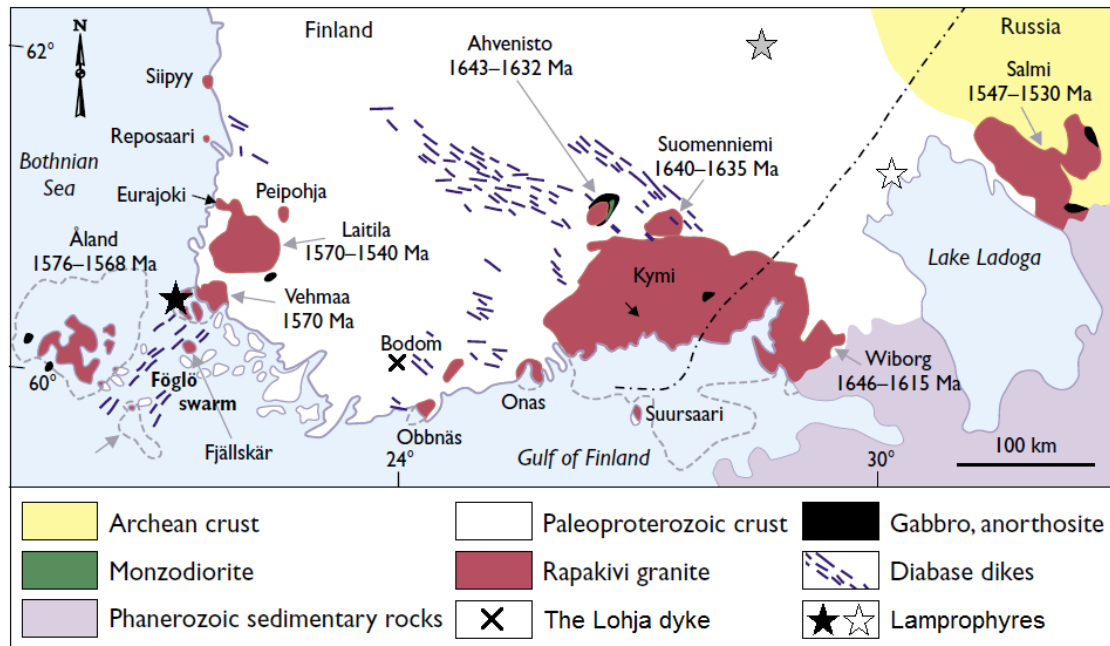 Finland
Russia
62°
Ahvenisto
1643–1632 Ma
Salmi
1547–1530 Ma
Siipyy
Reposaari
Suomenniemi
1640–1635 Ma
Bothnian
Sea
Eurajoki
Peipohja
Åland
1576–1568 Ma
Laitila
1570–1540 Ma
Lake Ladoga
Kymi
Vehmaa
1570 Ma
Bodom
60°
Föglö
swarm
Wiborg
1646–1615 Ma
Onas
Suursaari
Obbnäs
Fjällskär
24°
Gulf of Finland
30°
100 km
Archean crust
Paleoproterozoic crust
Gabbro, anorthosite
Monzodiorite
Rapakivi granite
Diabase dikes
Phanerozoic sedimentary rocks
The Lohja dyke
Lamprophyres